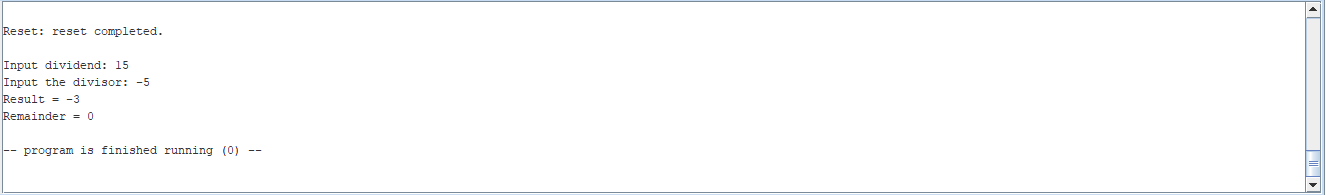 Reset: reset completed.
Input dividend: 15
Input the divisor: -5
Result = -3
Remainder = 0
-- program is finished running (0) --